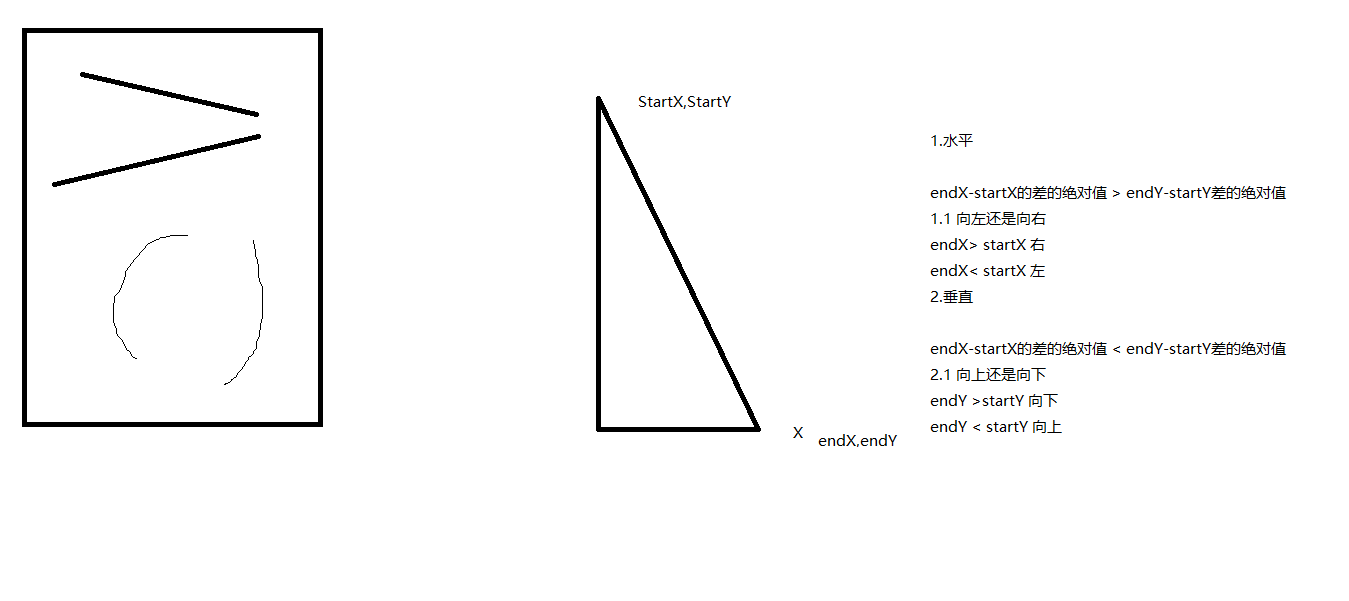 StartX,StartY
X
endX,endY
1.水平
endX-startX的差的绝对值 > endY-startY差的绝对值
1.1 向左还是向右
endX> startX 右
endX< startX 左
2.垂直
endX-startX的差的绝对值 < endY-startY差的绝对值
2.1 向上还是向下
endY >startY 向下
endY < startY 向上